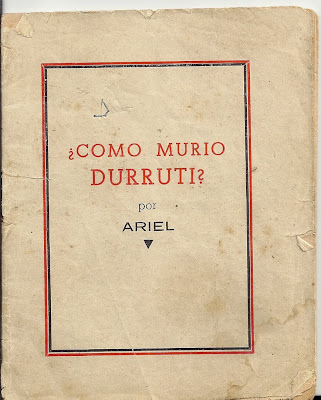 ¿COMO MURIO
DURRUTI?
por
ARIEL